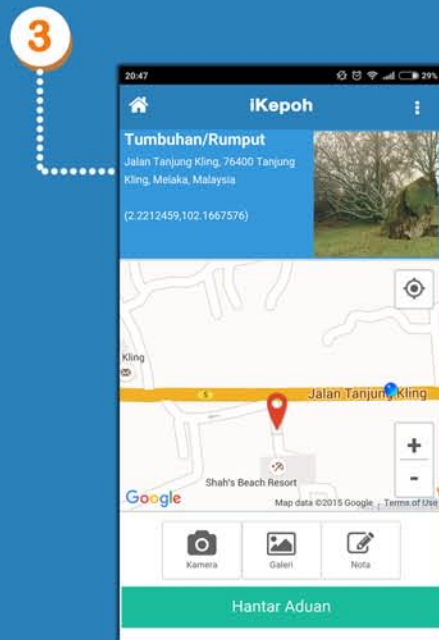 3
20:47
29%
iKepoh
Tumbuhan/Rumput
Jalan Tanjung Kling, 76400 Tanjung
Kling, Melaka, Malaysia
(2.2212459,102.1667576)
Kling
5
Jalan Tanjung Kling
Shah's Beach Resort
+
-
Google
Map data ©2015 Google
Terms of Use
Kamera
Galeri
Nota
Hantar Aduan